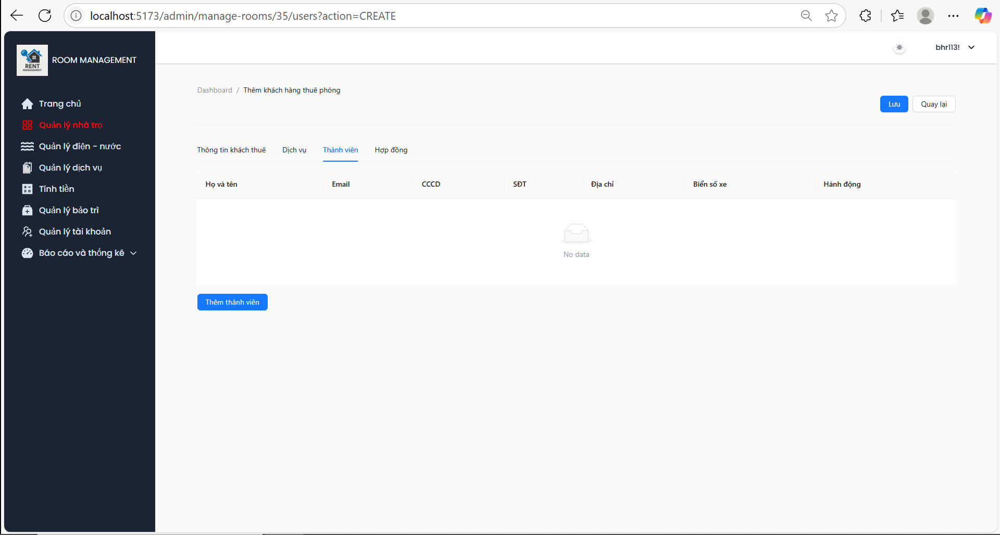 localhost:5173/admin/manage-rooms/35/users?action=CREATE
RENT
MANAGEMENT
ROOM MANAGEMENT
bhr113!
Trang chủ
Quản lý nhà trọ
Quản lý điện - nước
Quản lý dịch vụ
Tính tiền
Quản lý bảo trì
Quản lý tài khoản
Báo cáo và thống kê
Dashboard / Thêm khách hàng thuê phòng
Lưu
Quay lại
Thông tin khách thuê
Dịch vụ
Thành viên
Hợp đồng
Họ và tên
Email
CCCD
SĐT
Địa chỉ
Biển số xe
Hành động
No data
Thêm thành viên